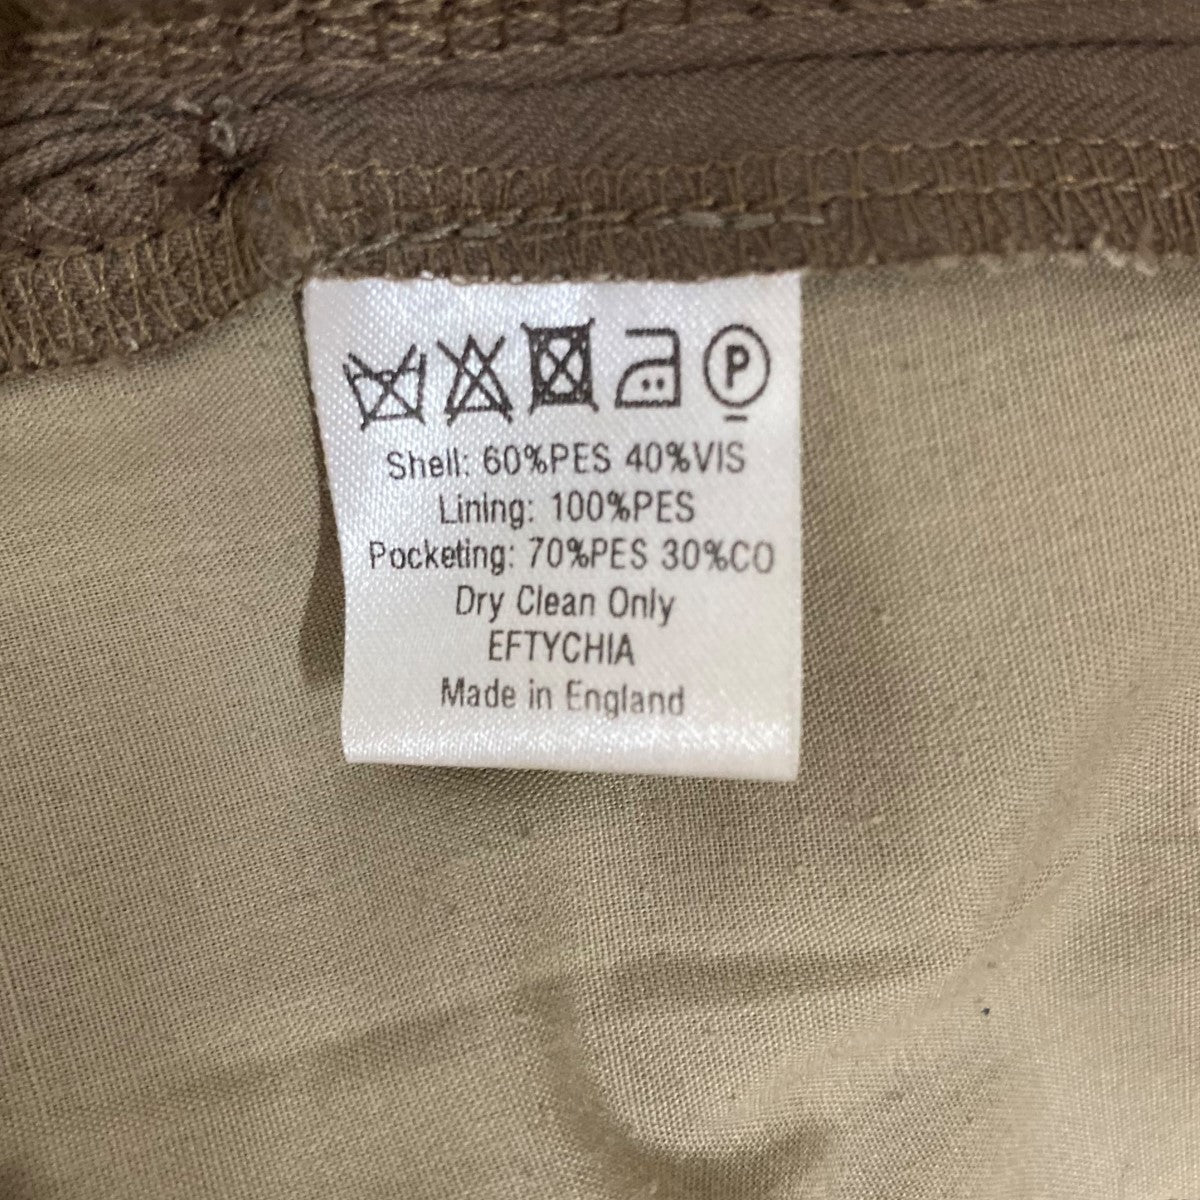 P
Shell: 60%PES 40%VIS
Lining: 100%PES
Pocketing: 70%PES 30%CO
Dry Clean Only
EFTYCHIA
Made in England